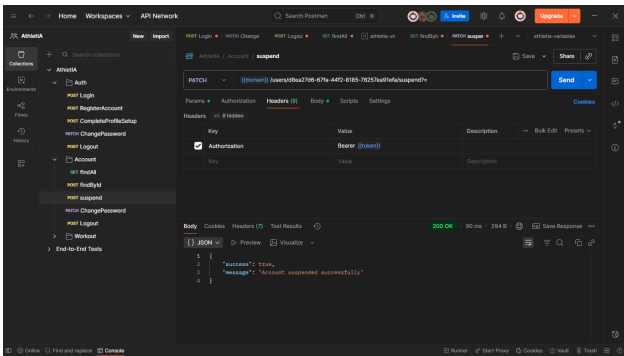 Home Workspaces API Network
Search Postman Ctrl K
Invite
Upgrade
AthletIA New Import
POST Login PATCH Change POST Logou GET findAll athletia-vs GET findById PATCH susper athletia-variables
Collections
Environments
Flows
History
Search collections
AthletIA
Auth
POST Login
POST RegisterAccount
POST CompleteProfileSetup
PATCH ChangePassword
POST Logout
Account
GET findAll
POST findById
POST suspend
PATCH ChangePassword
POST Logout
Workout
End-to-End Tests
AthletIA / Account / suspend
Save Share
PATCH {{domain}} /users/d8ea27d6-67fa-44f2-8185-78257ea91efa/suspend?=
Send
Params Authorization Headers (9) Body Scripts Settings Cookies
Headers 8 hidden
Key Value Description Bulk Edit Presets
Authorization Bearer {{token}}
Key Value Description
Body Cookies Headers (7) Test Results 200 OK 90 ms 294 B Save Response
{} JSON Preview Visualize
1 {
2 "success": true,
3 "message": "Account suspended successfully"
4 }
Online Find and replace Console Runner Start Proxy Cookies Vault Trash